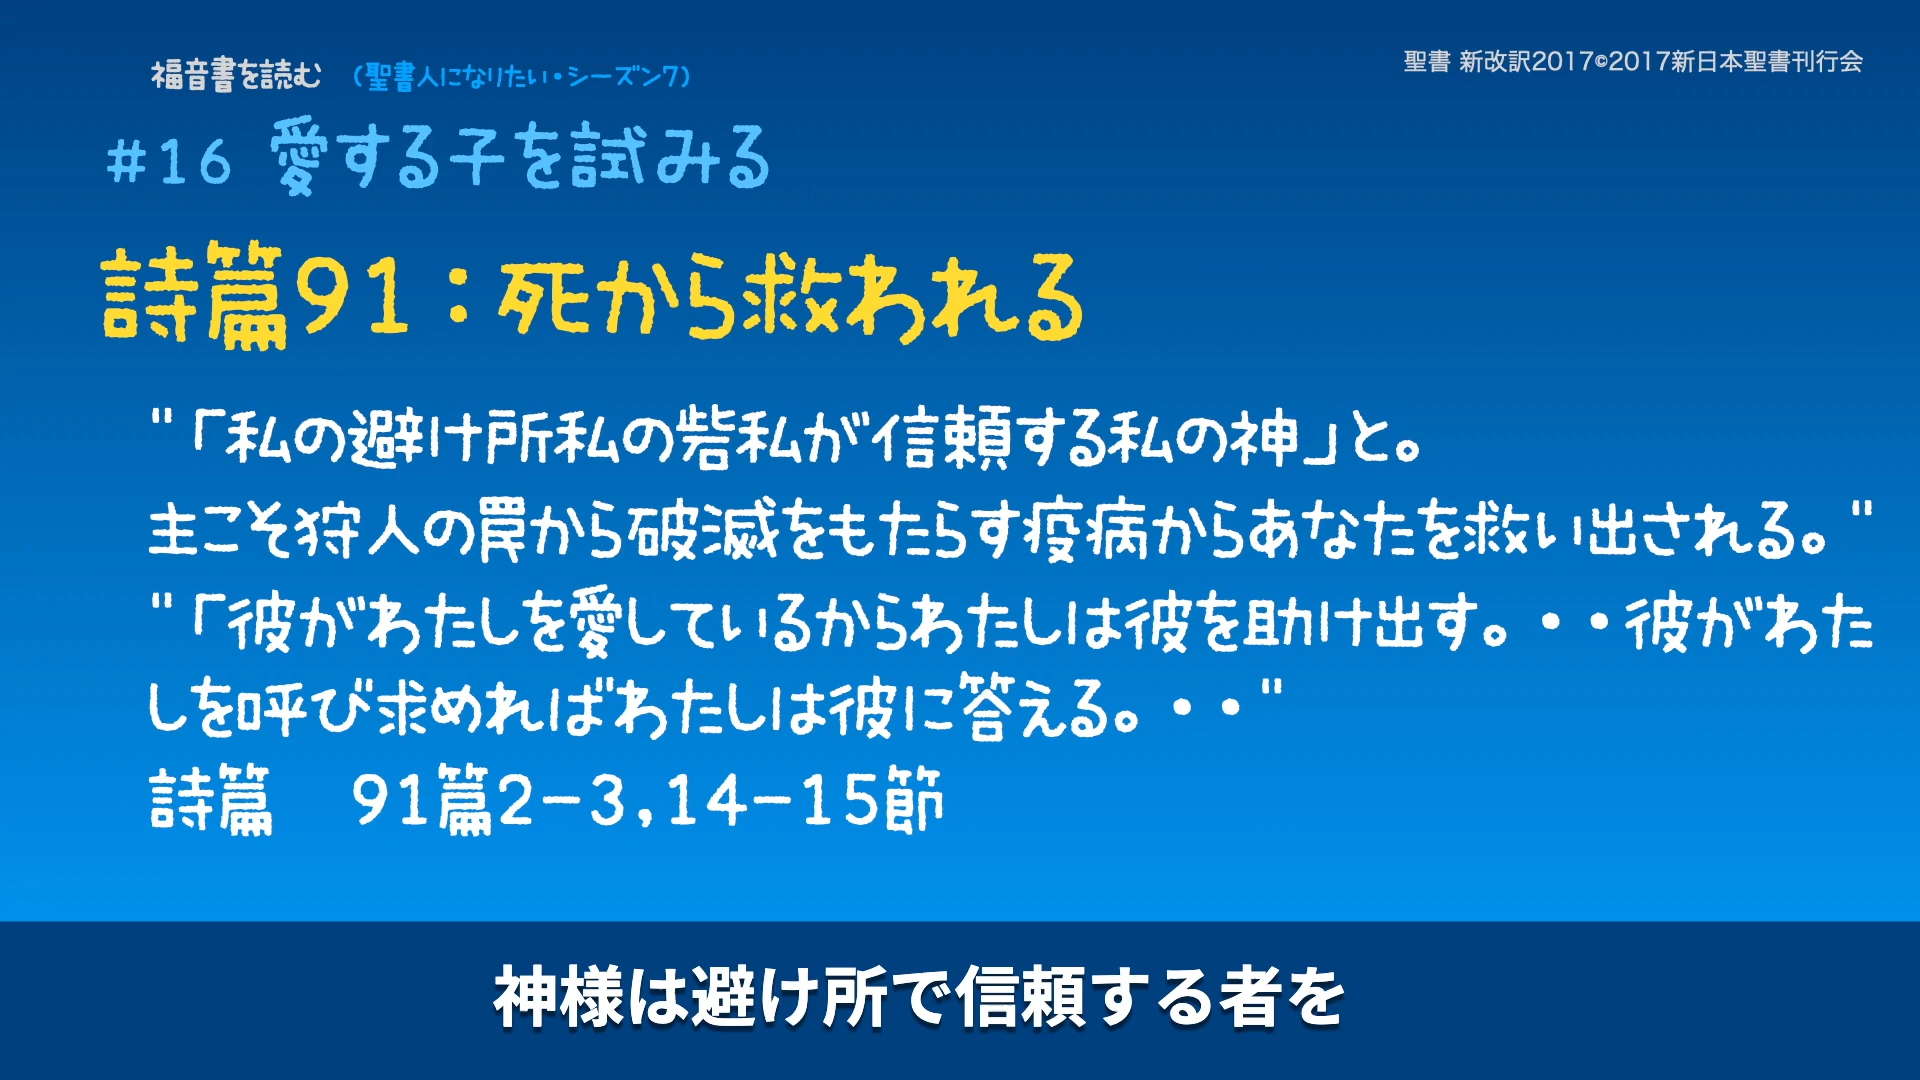 福音書を読む （聖書人になりたい・シーズン7）
聖書 新改訳2017©2017新日本聖書刊行会
#16 愛する子を試みる
詩篇91：死から救われる
"「私の避け所私の砦私が信頼する私の神」と。
主こそ狩人の罠から破滅をもたらす疫病からあなたを救い出される。"
"「彼がわたしを愛しているからわたしは彼を助け出す。・・彼がわた
しを呼び求めればわたしは彼に答える。・・"
詩篇　91篇2−3,14−15節
神様は避け所で信頼する者を